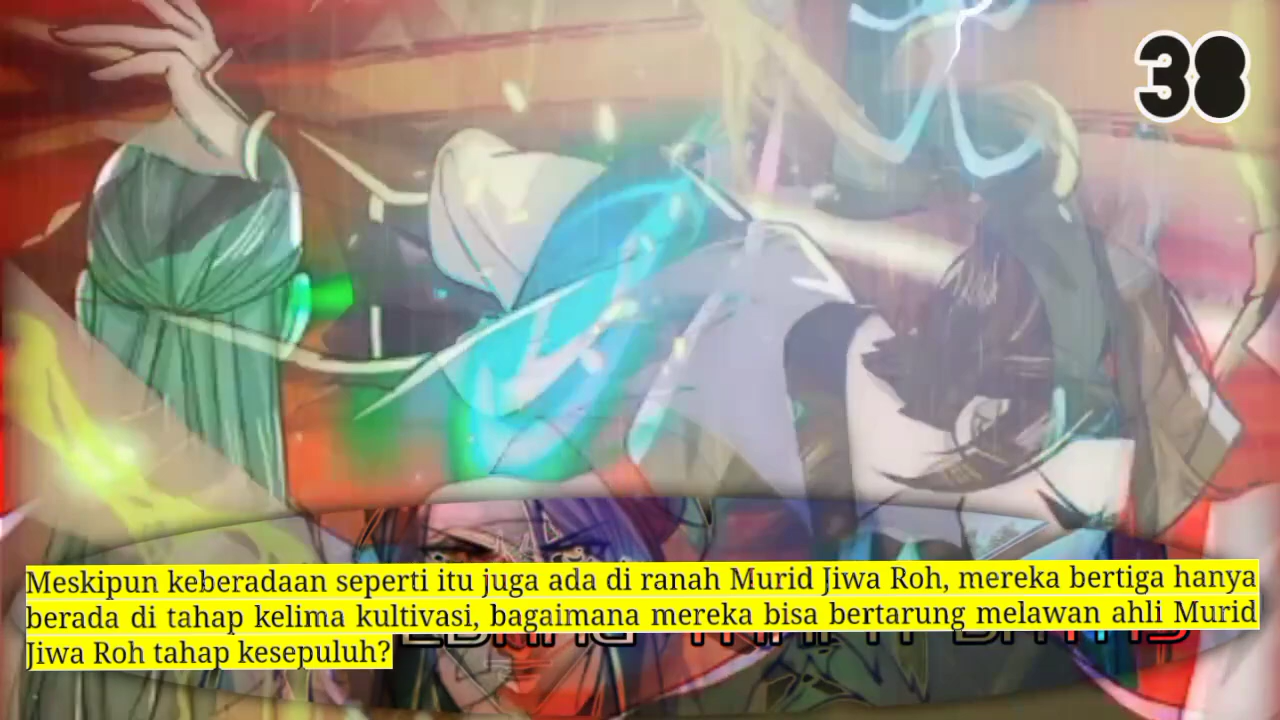 38
Meskipun keberadaan seperti itu juga ada di ranah Murid Jiwa Roh, mereka bertiga hanya
berada di tahap kelima kultivasi, bagaimana mereka bisa bertarung melawan ahli Murid
Jiwa Roh tahap kesepuluh?